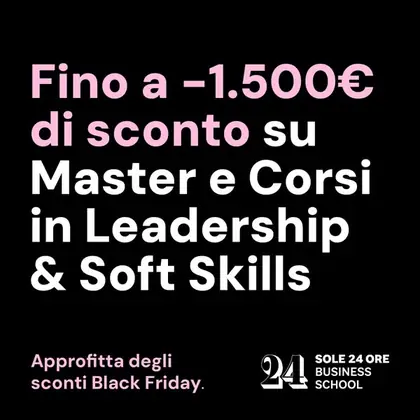 Fino a -1.500€
di sconto su
Master e Corsi
in Leadership
& Soft Skills
Approfitta degli
sconti Black Friday.
24
SOLE 24 ORE
BUSINESS
SCHOOL